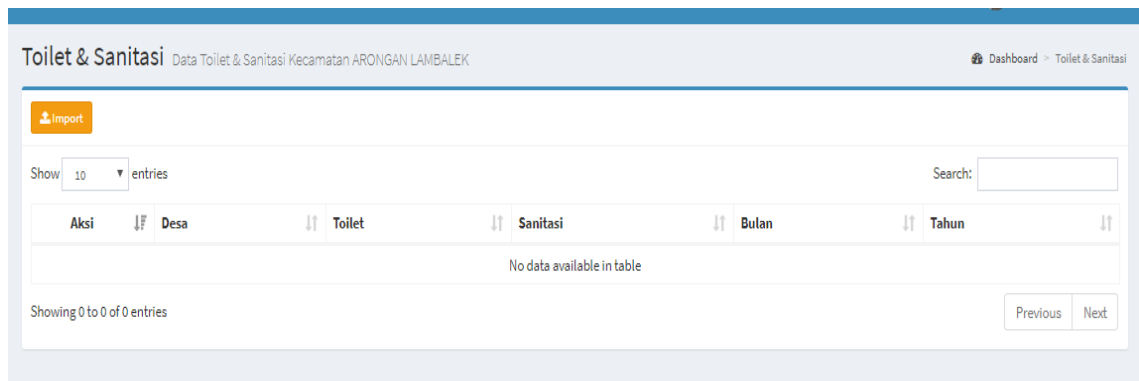 Toilet & Sanitasi Data Toilet & Sanitasi Kecamatan ARONGAN LAMBALEK
Dashboard > Toilet & Sanitasi
Import
Show 10 entries
Search:
Aksi Desa Toilet Sanitasi Bulan Tahun
No data available in table
Showing 0 to 0 of 0 entries
Previous Next